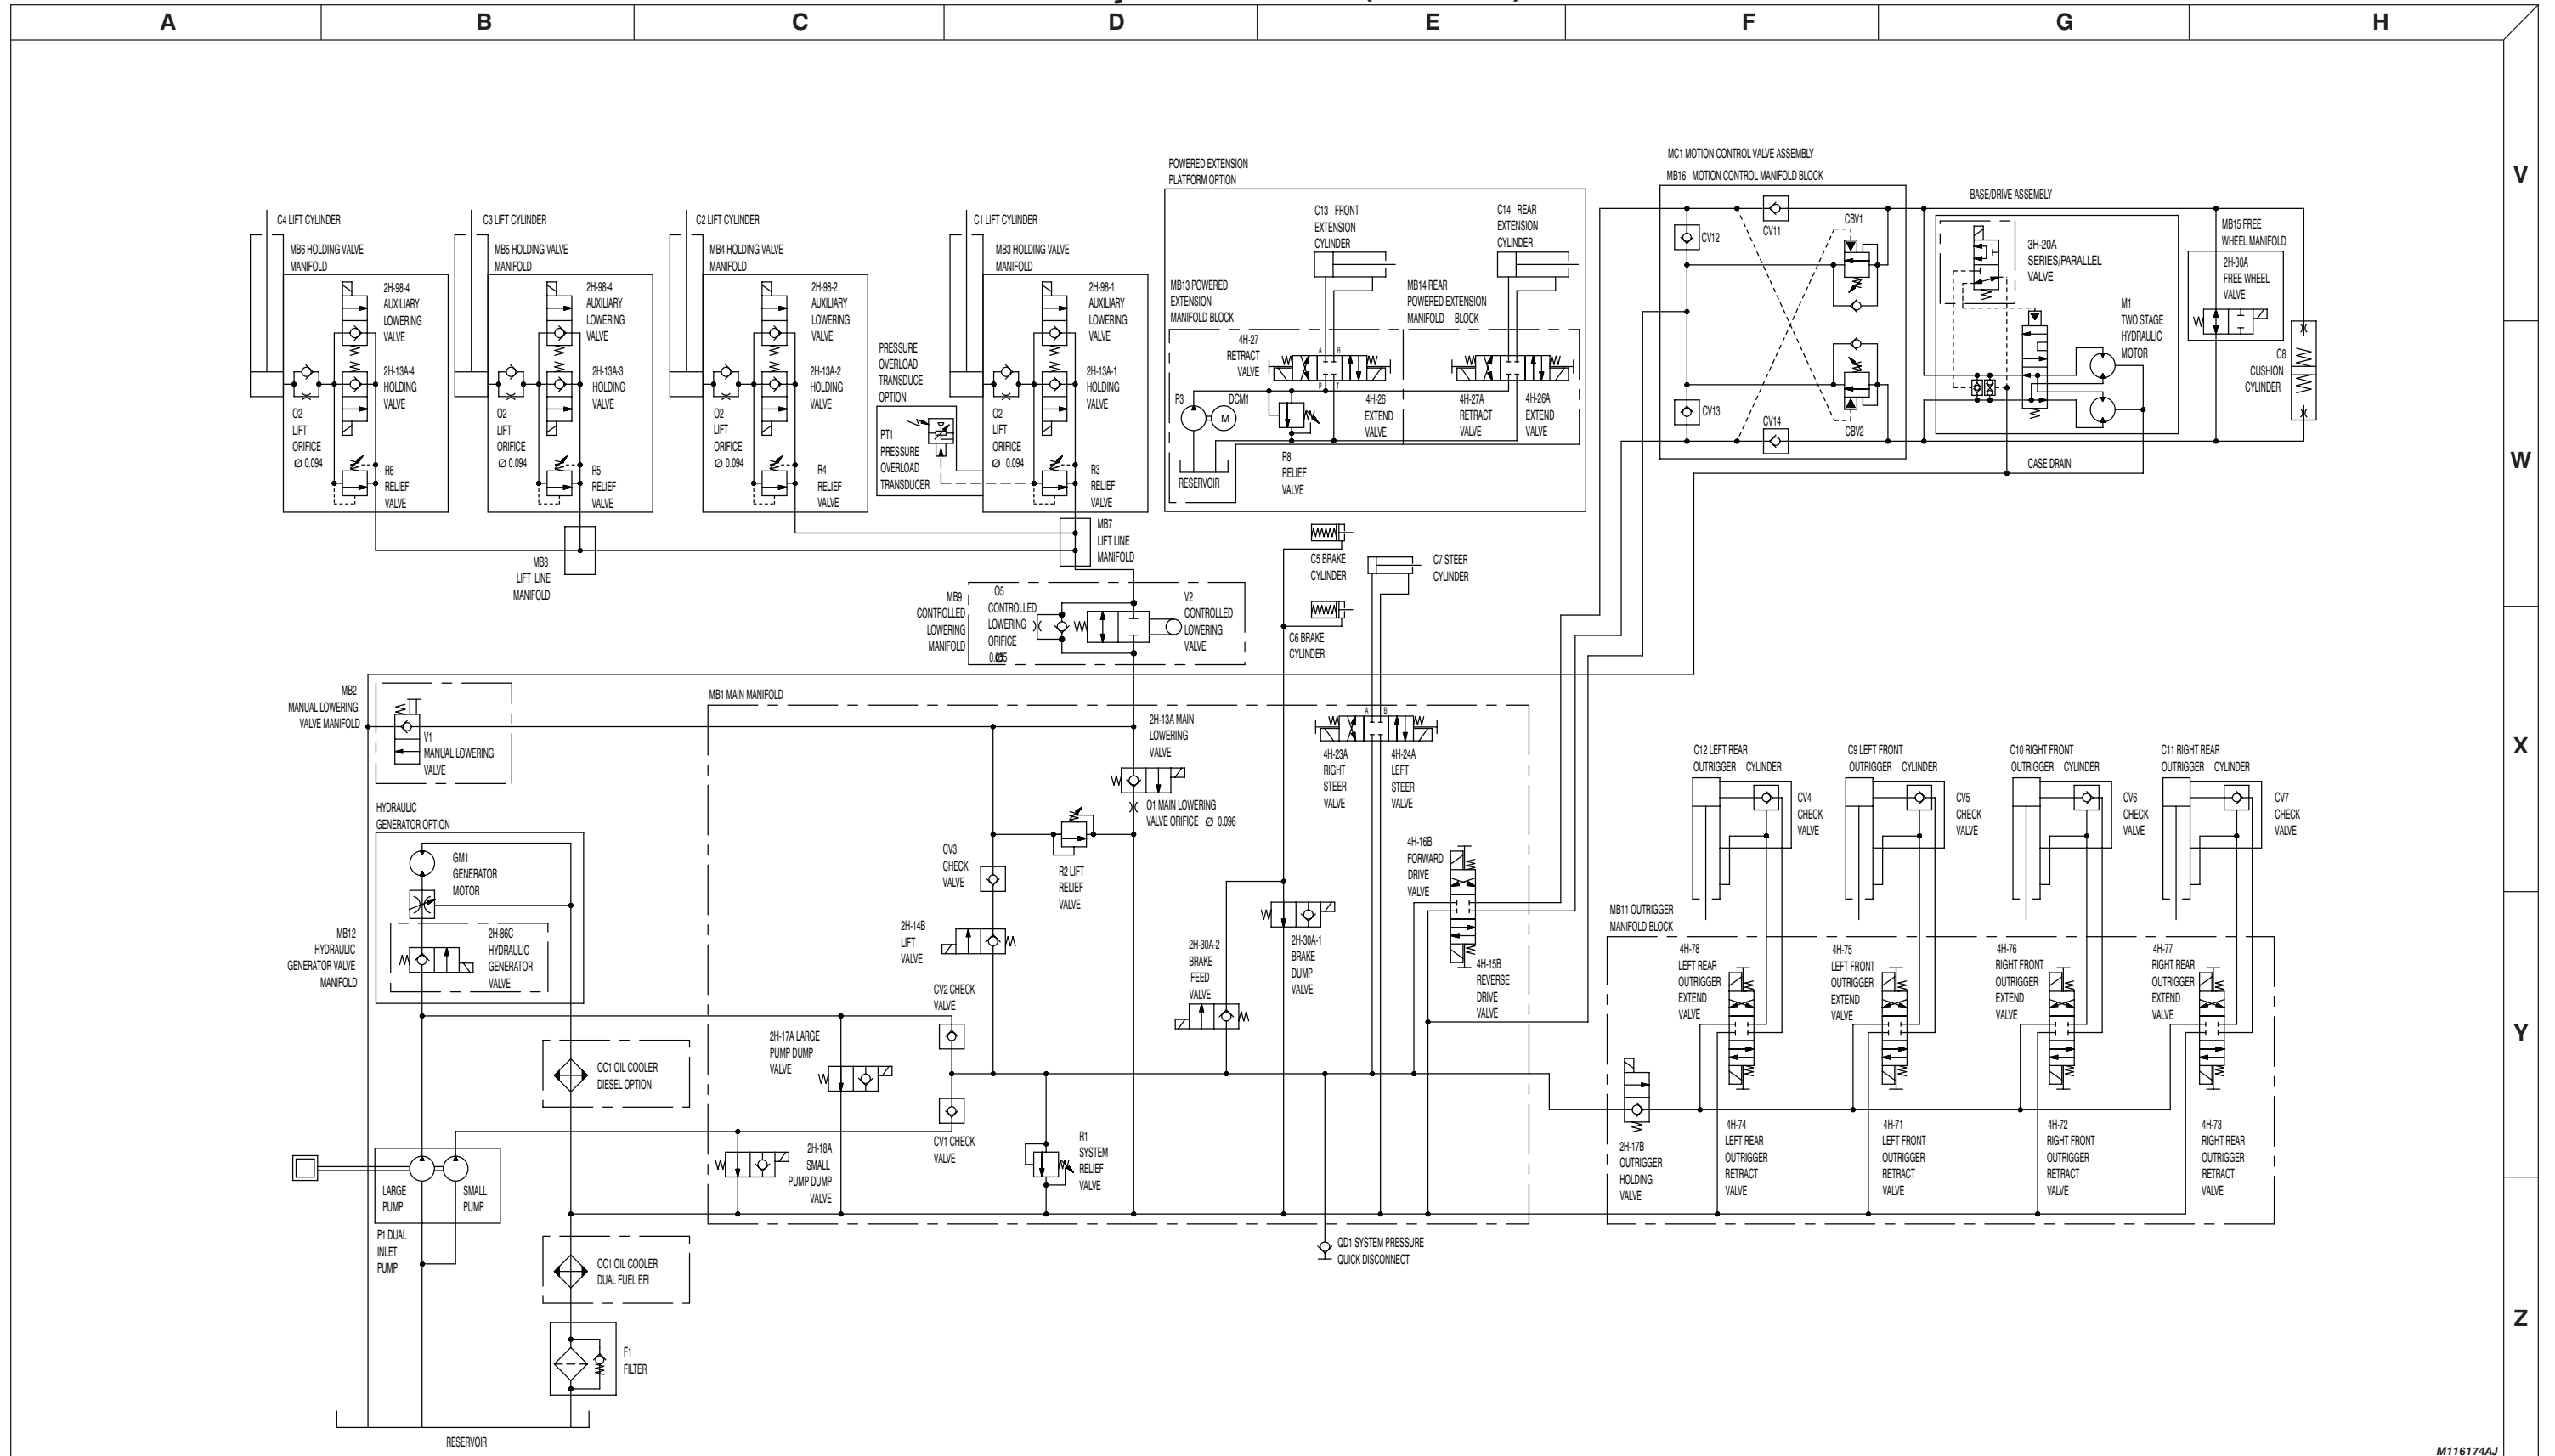 A B C D E F G H
V
W
X
Y
Z
C4 LIFT CYLINDER
MB6 HOLDING VALVE
MANIFOLD
2H-98-4
AUXILIARY
LOWERING
VALVE
2H-13A-4
HOLDING
VALVE
O2
LIFT
ORIFICE
Ø 0.094
R6
RELIEF
VALVE
C3 LIFT CYLINDER
MB5 HOLDING VALVE
MANIFOLD
2H-98-4
AUXILIARY
LOWERING
VALVE
2H-13A-3
HOLDING
VALVE
O2
LIFT
ORIFICE
Ø 0.094
R5
RELIEF
VALVE
MB8
LIFT LINE
MANIFOLD
C2 LIFT CYLINDER
MB4 HOLDING VALVE
MANIFOLD
2H-98-2
AUXILIARY
LOWERING
VALVE
2H-13A-2
HOLDING
VALVE
O2
LIFT
ORIFICE
Ø 0.094
R4
RELIEF
VALVE
PRESSURE
OVERLOAD
TRANSDUCE
OPTION
PT1
PRESSURE
OVERLOAD
TRANSDUCER
C1 LIFT CYLINDER
MB3 HOLDING VALVE
MANIFOLD
2H-98-1
AUXILIARY
LOWERING
VALVE
2H-13A-1
HOLDING
VALVE
O2
LIFT
ORIFICE
Ø 0.094
R3
RELIEF
VALVE
MB7
LIFT LINE
MANIFOLD
POWERED EXTENSION
PLATFORM OPTION
C13 FRONT
EXTENSION
CYLINDER
C14 REAR
EXTENSION
CYLINDER
MB13 POWERED
EXTENSION
MANIFOLD BLOCK
MB14 REAR
POWERED EXTENSION
MANIFOLD BLOCK
4H-27
RETRACT
VALVE
A B
P T
P3
DCM1
M
4H-26
EXTEND
VALVE
4H-27A
RETRACT
VALVE
4H-26A
EXTEND
VALVE
RESERVOIR
R8
RELIEF
VALVE
MC1 MOTION CONTROL VALVE ASSEMBLY
MB16 MOTION CONTROL MANIFOLD BLOCK
CV12
CV11
CBV1
CV13
CV14
CBV2
BASE/DRIVE ASSEMBLY
3H-20A
SERIES/PARALLEL
VALVE
M1
TWO STAGE
HYDRAULIC
MOTOR
CASE DRAIN
MB15 FREE
WHEEL MANIFOLD
2H-30A
FREE WHEEL
VALVE
C8
CUSHION
CYLINDER
C5 BRAKE
CYLINDER
C7 STEER
CYLINDER
C6 BRAKE
CYLINDER
MB9
CONTROLLED
LOWERING
MANIFOLD
O5
CONTROLLED
LOWERING
ORIFICE
V2
CONTROLLED
LOWERING
VALVE
MB2
MANUAL LOWERING
VALVE MANIFOLD
V1
MANUAL LOWERING
VALVE
HYDRAULIC
GENERATOR OPTION
GM1
GENERATOR
MOTOR
MB12
HYDRAULIC
GENERATOR VALVE
MANIFOLD
2H-86C
HYDRAULIC
GENERATOR
VALVE
OC1 OIL COOLER
DIESEL OPTION
LARGE
PUMP
SMALL
PUMP
P1 DUAL
INLET
PUMP
OC1 OIL COOLER
DUAL FUEL EFI
F1
FILTER
RESERVOIR
MB1 MAIN MANIFOLD
2H-13A MAIN
LOWERING
VALVE
O1 MAIN LOWERING
VALVE ORIFICE Ø 0.096
CV3
CHECK
VALVE
R2 LIFT
RELIEF
VALVE
2H-14B
LIFT
VALVE
CV2 CHECK
VALVE
2H-17A LARGE
PUMP DUMP
VALVE
CV1 CHECK
VALVE
2H-18A
SMALL
PUMP DUMP
VALVE
R1
SYSTEM
RELIEF
VALVE
A B
4H-23A
RIGHT
STEER
VALVE
4H-24A
LEFT
STEER
VALVE
4H-16B
FORWARD
DRIVE
VALVE
2H-30A-2
BRAKE
FEED
VALVE
2H-30A-1
BRAKE
DUMP
VALVE
4H-15B
REVERSE
DRIVE
VALVE
QD1 SYSTEM PRESSURE
QUICK DISCONNECT
C12 LEFT REAR
OUTRIGGER CYLINDER
CV4
CHECK
VALVE
C9 LEFT FRONT
OUTRIGGER CYLINDER
CV5
CHECK
VALVE
C10 RIGHT FRONT
OUTRIGGER CYLINDER
CV6
CHECK
VALVE
C11 RIGHT REAR
OUTRIGGER CYLINDER
CV7
CHECK
VALVE
MB11 OUTRIGGER
MANIFOLD BLOCK
4H-78
LEFT REAR
OUTRIGGER
EXTEND
VALVE
4H-75
LEFT FRONT
OUTRIGGER
EXTEND
VALVE
4H-76
RIGHT FRONT
OUTRIGGER
EXTEND
VALVE
4H-77
RIGHT REAR
OUTRIGGER
EXTEND
VALVE
2H-17B
OUTRIGGER
HOLDING
VALVE
4H-74
LEFT REAR
OUTRIGGER
RETRACT
VALVE
4H-71
LEFT FRONT
OUTRIGGER
RETRACT
VALVE
4H-72
RIGHT FRONT
OUTRIGGER
RETRACT
VALVE
4H-73
RIGHT REAR
OUTRIGGER
RETRACT
VALVE
M116174AJ